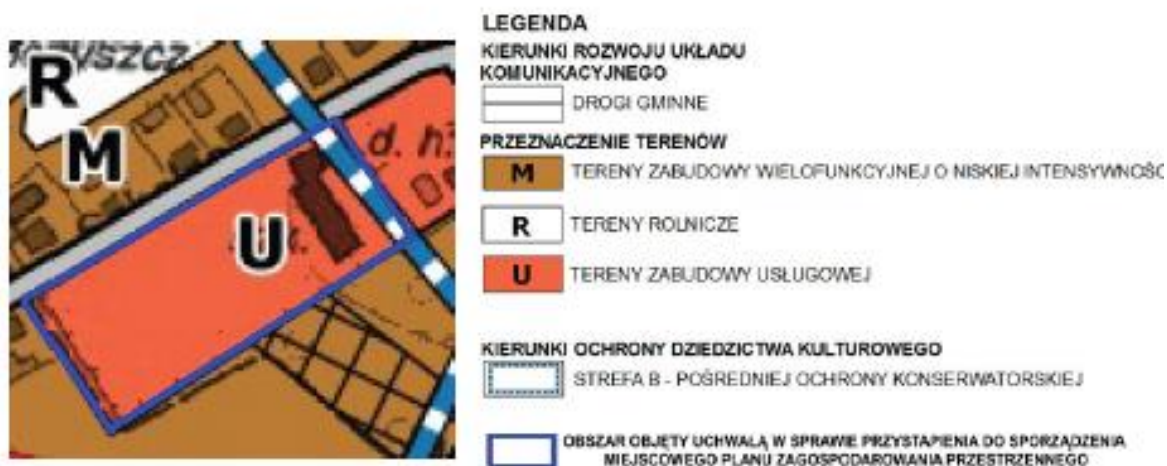 LEGENDA
KIERUNKI ROZWOJU UKŁADU
KOMUNIKACYJNEGO
DROGI GMINNE
PRZEZNACZENIE TERENÓW
M TERENY ZABUDOWY WIELOFUNKCYJNEJ O NISKIEJ INTENSYWNOŚC
R TERENY ROLNICZE
U TERENY ZABUDOWY USŁUGOWEJ
KIERUNKI OCHRONY DZIEDZICTWA KULTUROWEGO
STREFA B - POŚREDNIEJ OCHRONY KONSERWATORSKIEJ
OBSZAR OBJĘTY UCHWAŁĄ W SPRAWIE PRZYSTĄPIENIA DO SPORZĄDZENIA
MIEJSCOWEGO PLANU ZAGOSPODAROWANIA PRZESTRZENNEGO
R
M
d. h.
U